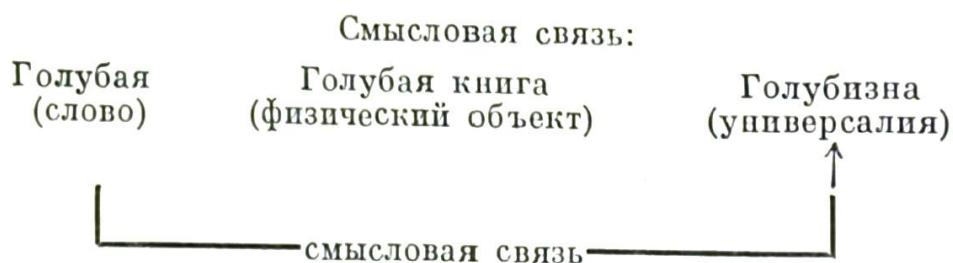 Смысловая связь:
Голубая Голубая книга Голубизна
(слово) (физический объект) (универсалия)
смысловая связь